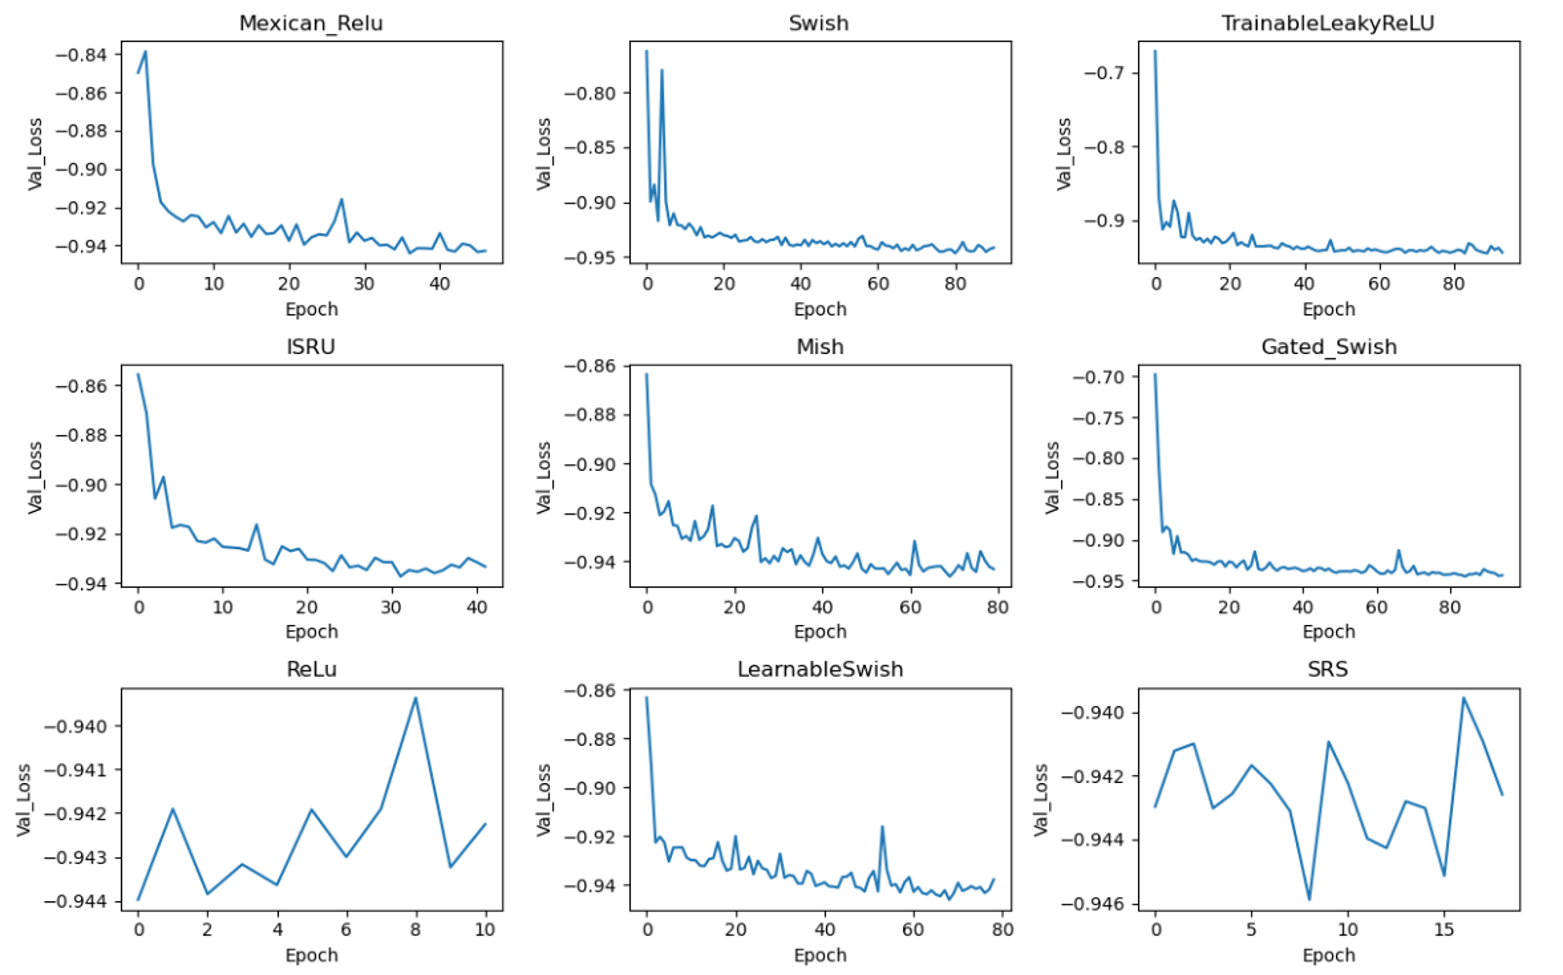 Mexican_Relu
Swish
TrainableLeakyReLU
−0.84
−0.86
−0.88
−0.90
−0.92
−0.94
Val_Loss
0 10 20 30 40
Epoch
−0.80
−0.85
−0.90
−0.95
Val_Loss
0 20 40 60 80
Epoch
−0.7
−0.8
−0.9
Val_Loss
0 20 40 60 80
Epoch
ISRU
Mish
Gated_Swish
−0.86
−0.88
−0.90
−0.92
−0.94
Val_Loss
0 10 20 30 40
Epoch
−0.86
−0.88
−0.90
−0.92
−0.94
Val_Loss
0 20 40 60 80
Epoch
−0.70
−0.75
−0.80
−0.85
−0.90
−0.95
Val_Loss
0 20 40 60 80
Epoch
ReLu
LearnableSwish
SRS
−0.940
−0.941
−0.942
−0.943
−0.944
Val_Loss
0 2 4 6 8 10
Epoch
−0.86
−0.88
−0.90
−0.92
−0.94
Val_Loss
0 20 40 60 80
Epoch
−0.940
−0.942
−0.944
−0.946
Val_Loss
0 5 10 15
Epoch